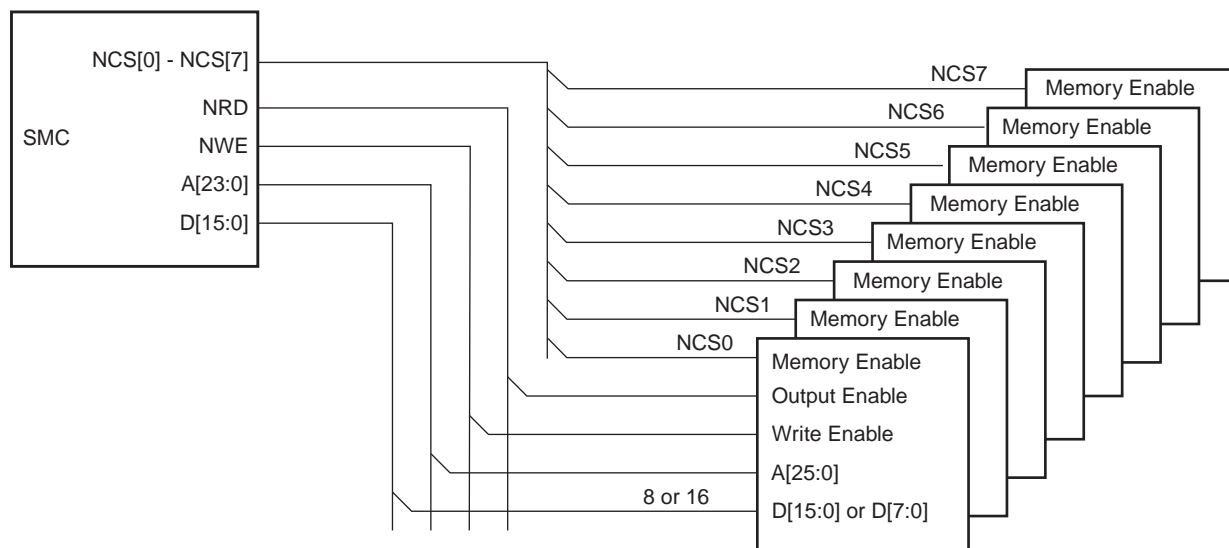 SMC
NCS[0] - NCS[7]
NRD
NWE
A[23:0]
D[15:0]
NCS7
Memory Enable
NCS6
Memory Enable
NCS5
Memory Enable
NCS4
Memory Enable
NCS3
Memory Enable
NCS2
Memory Enable
NCS1
Memory Enable
NCS0
Memory Enable
Output Enable
Write Enable
A[25:0]
8 or 16
D[15:0] or D[7:0]